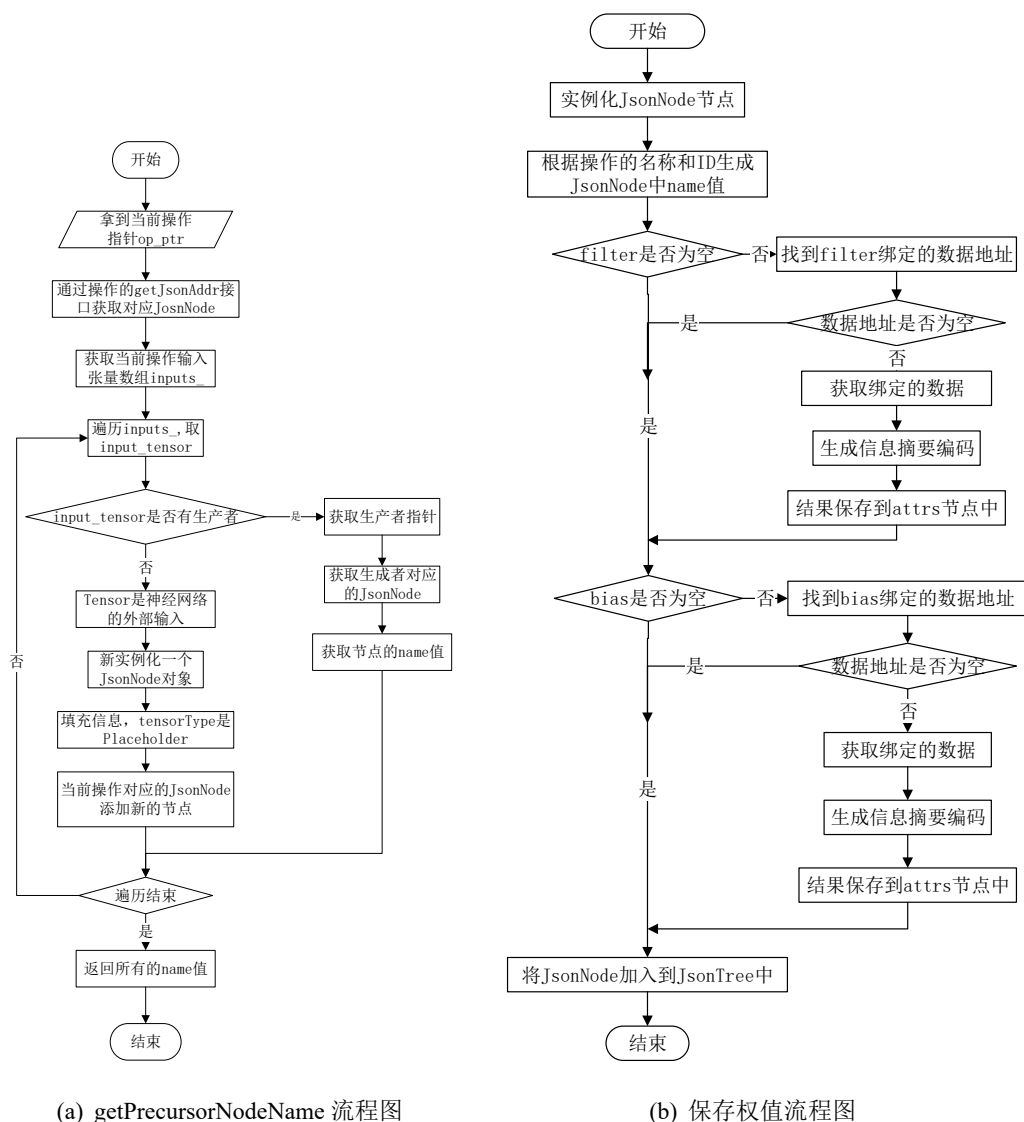 开始
拿到当前操作
指针op_ptr
通过操作的getJsonAddr接
口获取对应JosnNode
获取当前操作输入
张量数组inputs_
遍历inputs_,取
input_tensor
input_tensor是否有生产者
是
获取生产者指针
获取生成者对应
的JsonNode
获取节点的name值
否
Tensor是神经网络
的外部输入
新实例化一个
JsonNode对象
填充信息，tensorType是
Placeholder
当前操作对应的JsonNode
添加新的节点
否
遍历结束
是
返回所有的name值
结束
(a) getPrecursorNodeName 流程图
开始
实例化JsonNode节点
根据操作的名称和ID生成
JsonNode中name值
filter是否为空
否
找到filter绑定的数据地址
是
数据地址是否为空
否
获取绑定的数据
是
生成信息摘要编码
结果保存到attrs节点中
bias是否为空
否
找到bias绑定的数据地址
是
数据地址是否为空
否
获取绑定的数据
是
生成信息摘要编码
结果保存到attrs节点中
将JsonNode加入到JsonTree中
结束
(b) 保存权值流程图